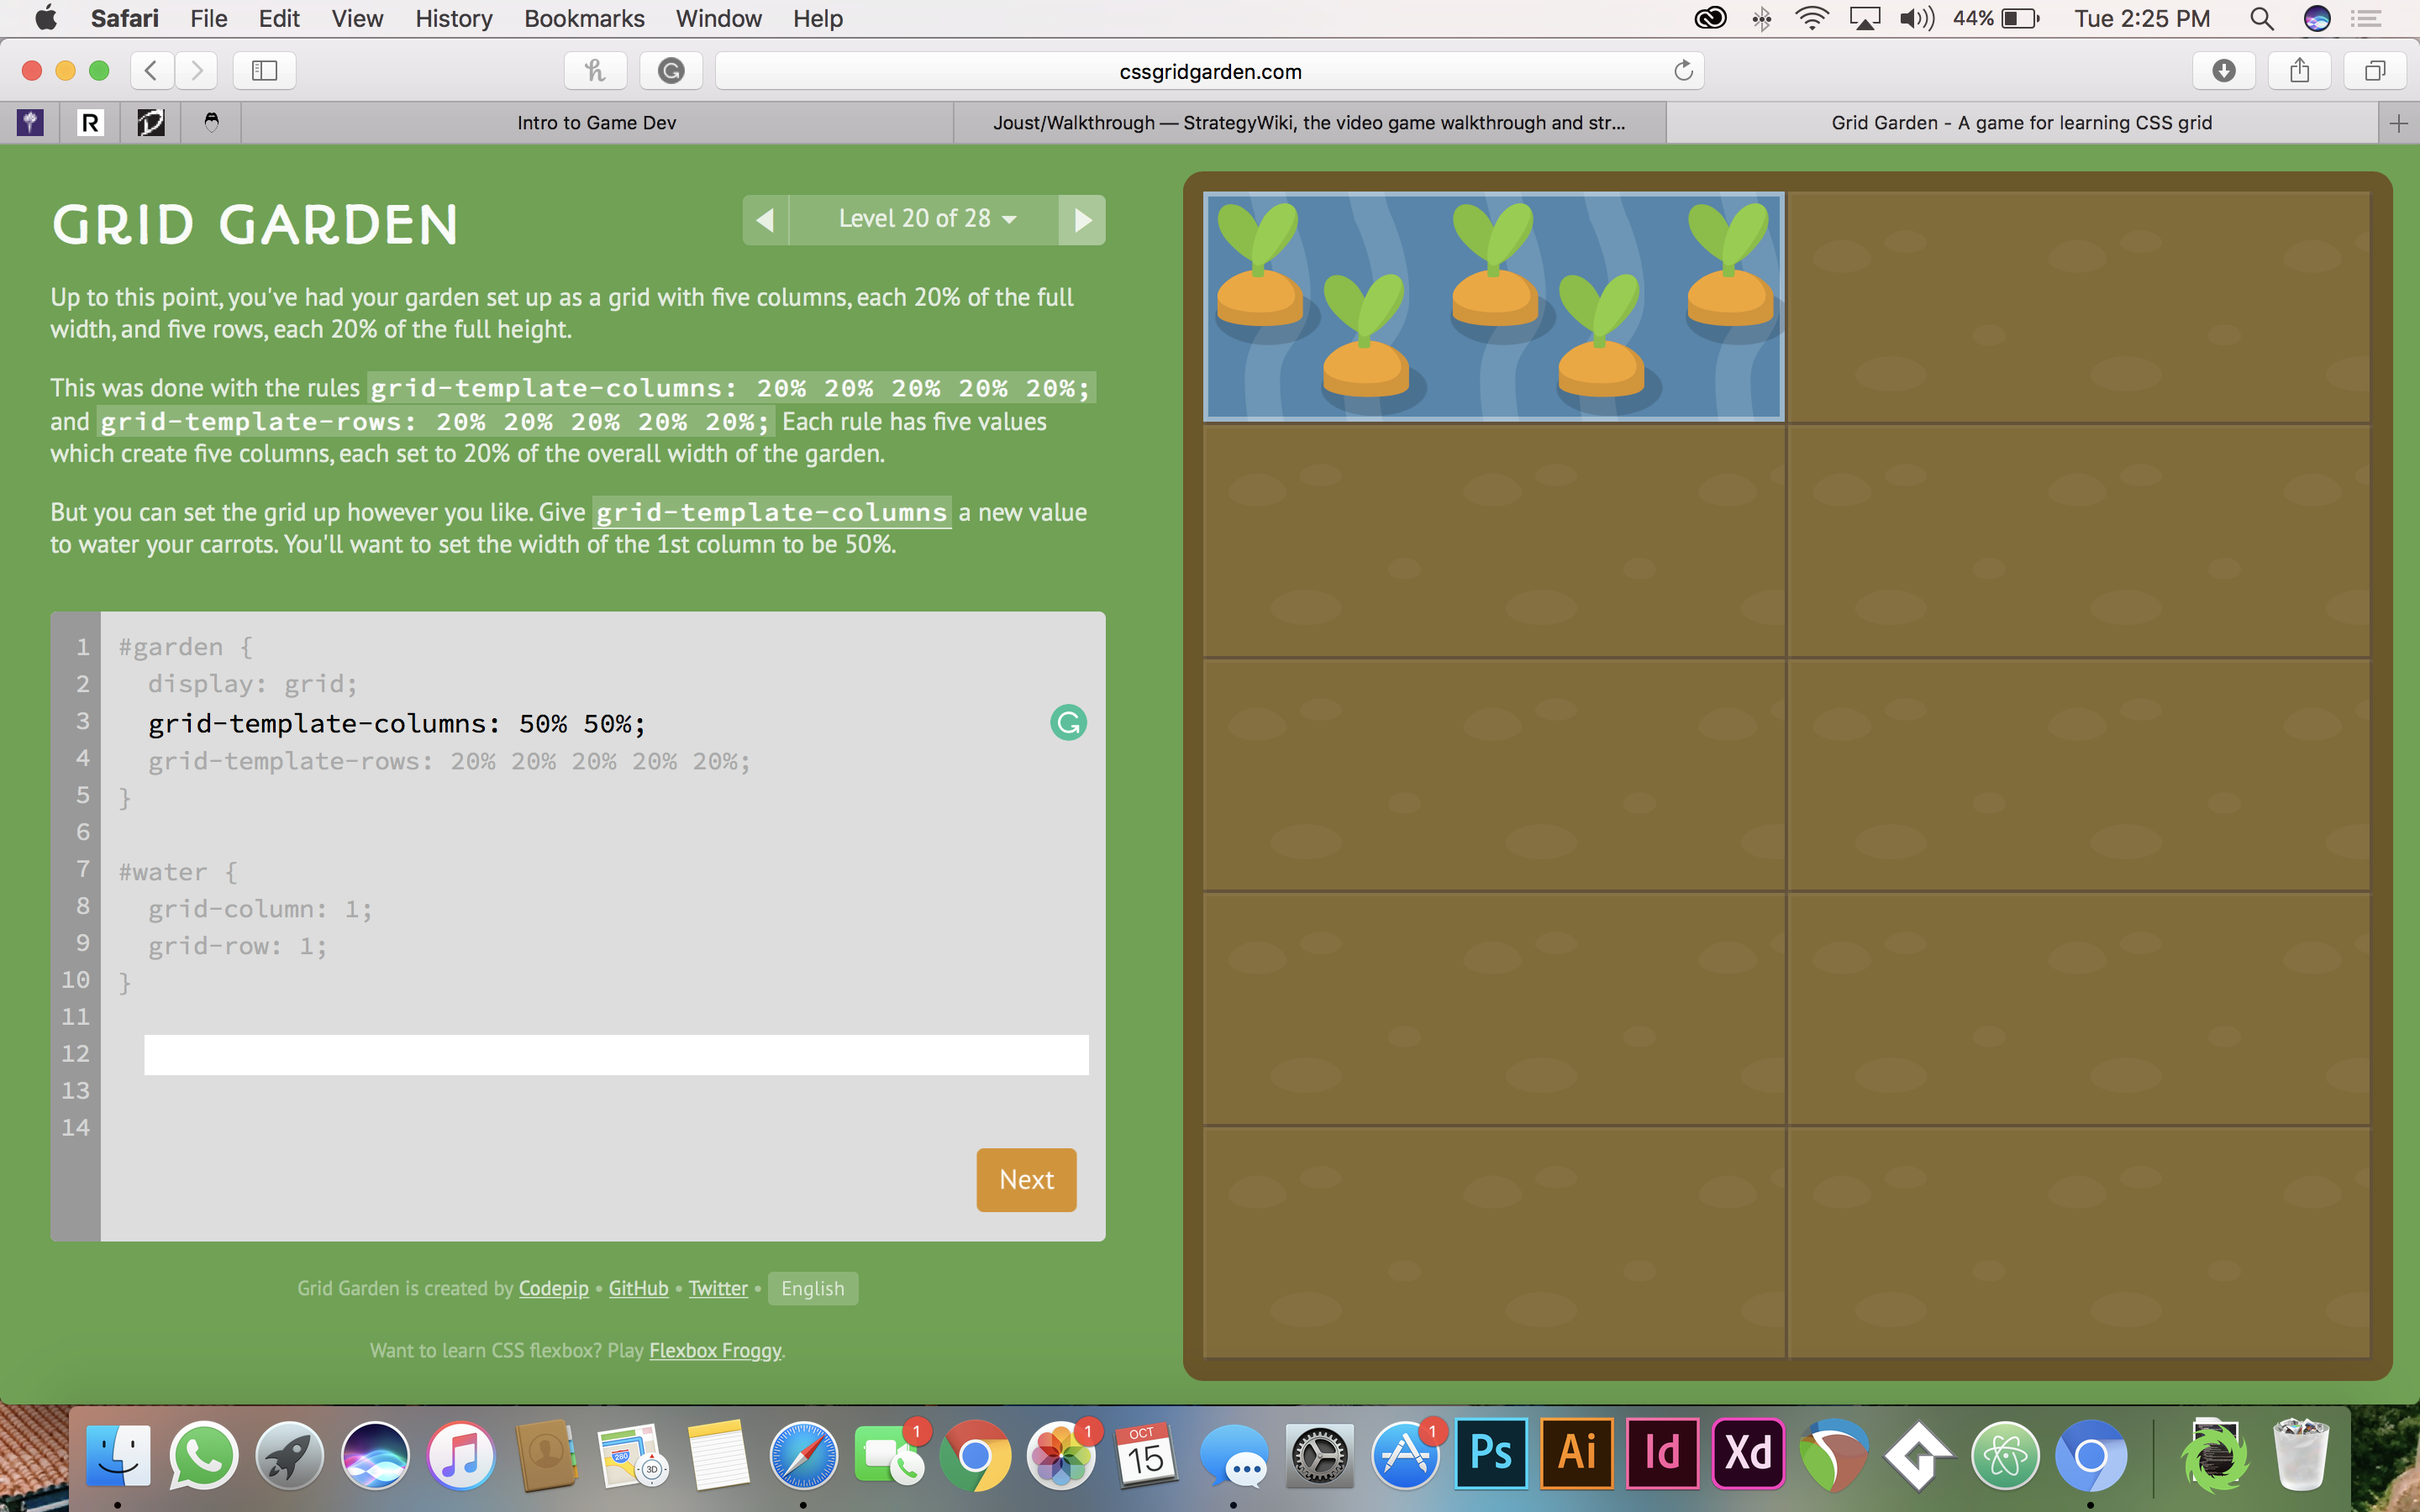 Safari File Edit View History Bookmarks Window Help 44% Tue 2:25 PM
cssgridgarden.com
R Intro to Game Dev Joust/Walkthrough — StrategyWiki, the video game walkthrough and str... Grid Garden - A game for learning CSS grid
GRID GARDEN
Level 20 of 28
Up to this point, you've had your garden set up as a grid with five columns, each 20% of the full
width, and five rows, each 20% of the full height.
This was done with the rules grid-template-columns: 20% 20% 20% 20% 20%;
and grid-template-rows: 20% 20% 20% 20% 20%; Each rule has five values
which create five columns, each set to 20% of the overall width of the garden.
But you can set the grid up however you like. Give grid-template-columns a new value
to water your carrots. You'll want to set the width of the 1st column to be 50%.
1 #garden {
2 display: grid;
3 grid-template-columns: 50% 50%;
4 grid-template-rows: 20% 20% 20% 20% 20%;
5 }
6
7 #water {
8 grid-column: 1;
9 grid-row: 1;
10 }
11
12
13
14
Next
Grid Garden is created by Codepip • GitHub • Twitter • English
Want to learn CSS flexbox? Play Flexbox Froggy.
280 3D 1 1 OCT 15 1 Ps Ai Id Xd